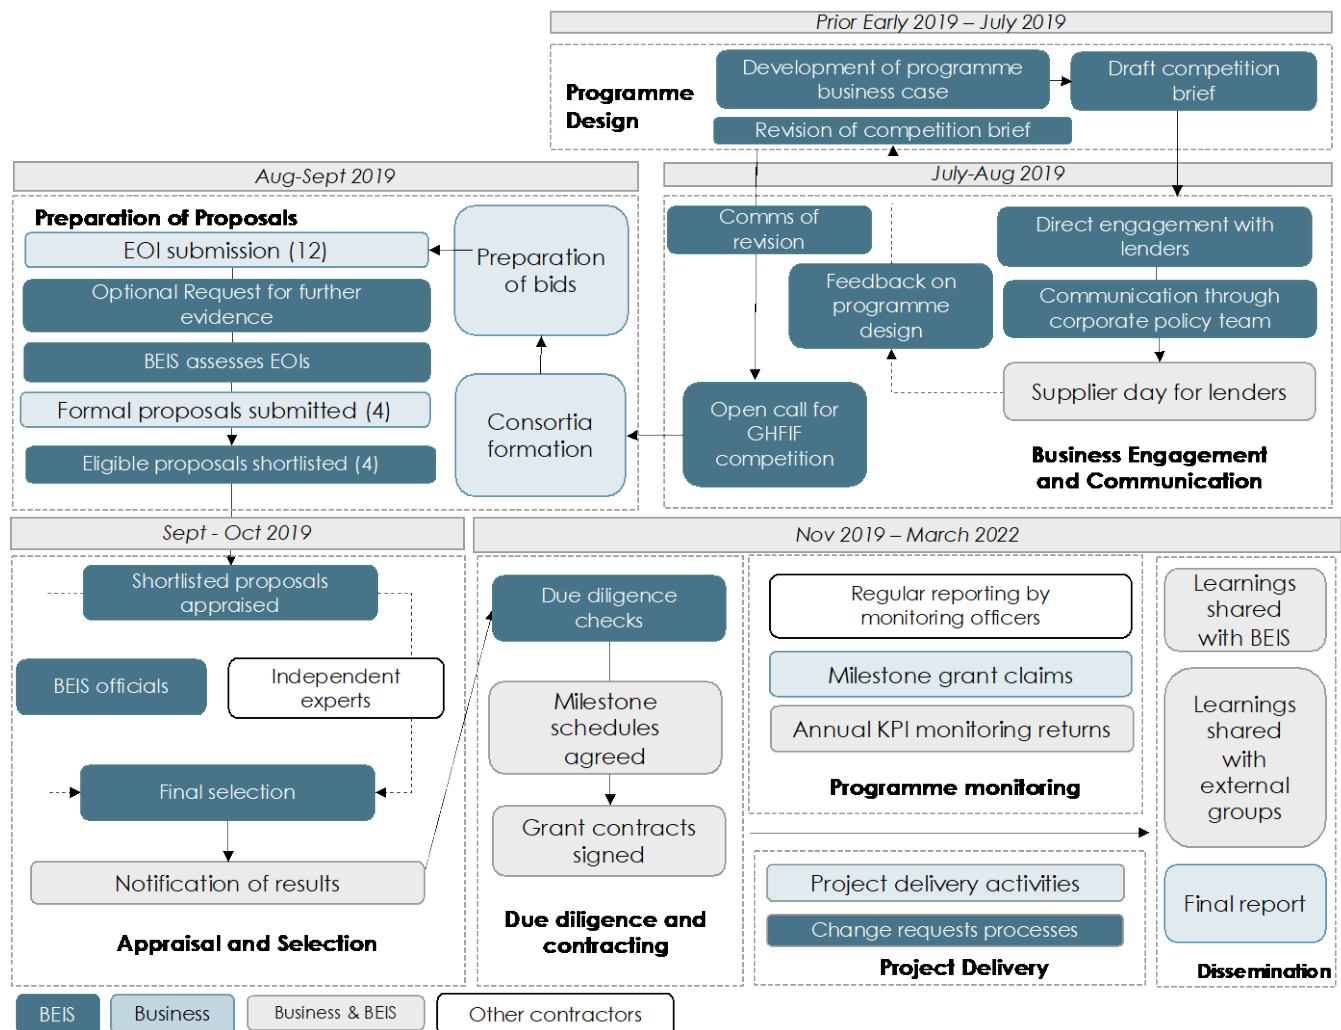 Prior Early 2019 – July 2019
Programme
Design
Development of programme
business case
Draft competition
brief
Revision of competition brief
Aug-Sept 2019
Preparation of Proposals
EOI submission (12)
Optional Request for further
evidence
BEIS assesses EOIs
Formal proposals submitted (4)
Eligible proposals shortlisted (4)
Preparation
of bids
Consortia
formation
July-Aug 2019
Comms of
revision
Feedback on
programme
design
Open call for
GHFIF
competition
Direct engagement with
lenders
Communication through
corporate policy team
Supplier day for lenders
Business Engagement
and Communication
Sept - Oct 2019
Shortlisted proposals
appraised
BEIS officials
Independent
experts
Final selection
Notification of results
Appraisal and Selection
Nov 2019 – March 2022
Due diligence
checks
Milestone
schedules
agreed
Grant contracts
signed
Due diligence and
contracting
Regular reporting by
monitoring officers
Milestone grant claims
Annual KPI monitoring returns
Programme monitoring
Project delivery activities
Change requests processes
Project Delivery
Learnings
shared
with BEIS
Learnings
shared
with
external
groups
Final report
Dissemination
BEIS
Business
Business & BEIS
Other contractors